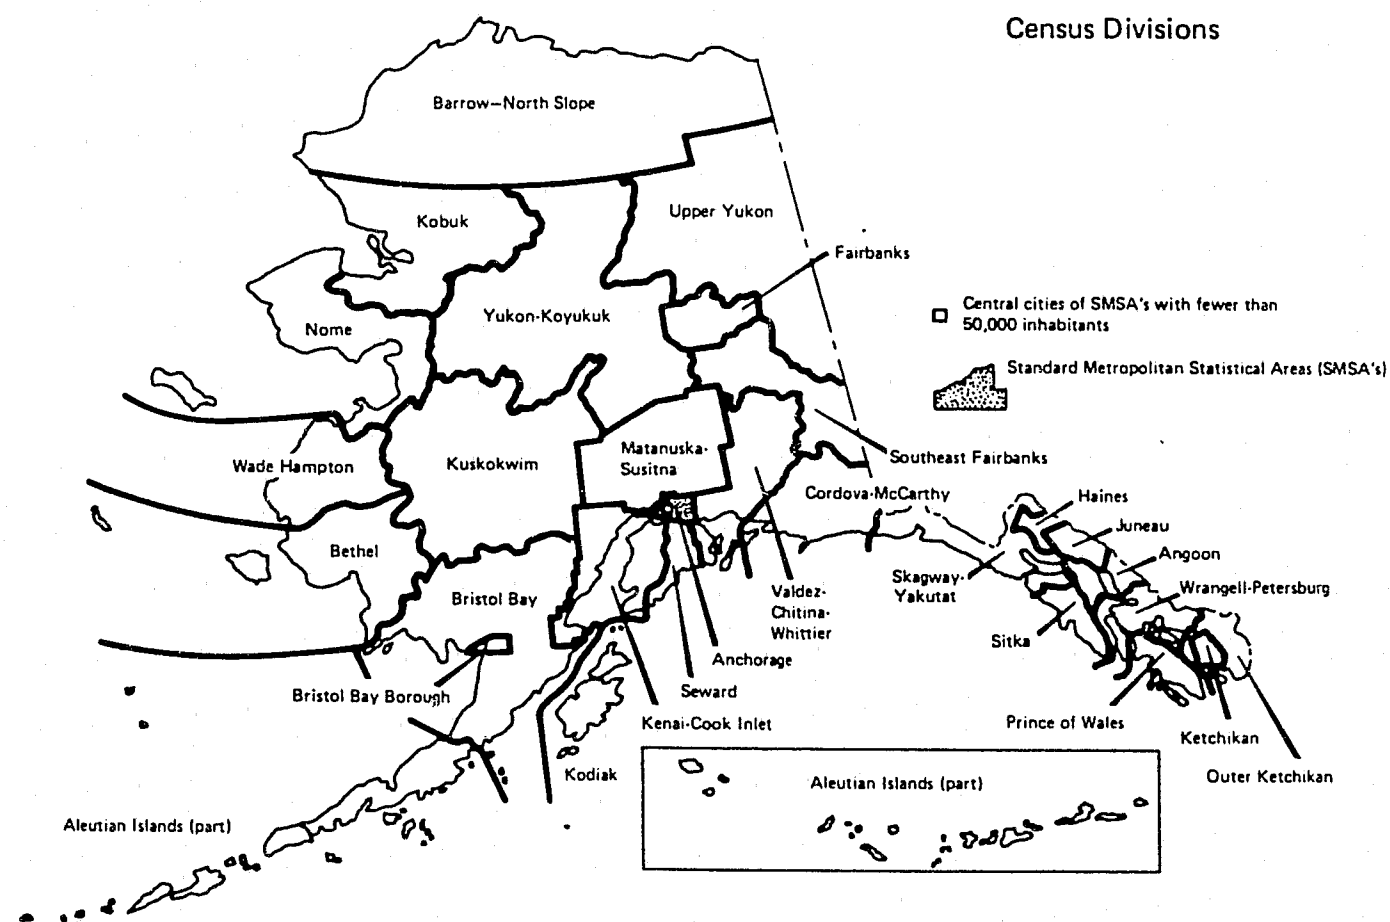 Census Divisions
Barrow–North Slope
Kobuk
Upper Yukon
Fairbanks
Nome
Yukon-Koyukuk
Central cities of SMSA's with fewer than
50,000 inhabitants
Standard Metropolitan Statistical Areas (SMSA's)
Wade Hampton
Kuskokwim
Matanuska-
Susitna
Southeast Fairbanks
Cordova-McCarthy
Haines
Juneau
Angoon
Bethel
Skagway-
Yakutat
Wrangell-Petersburg
Bristol Bay
Valdez-
Chitina-
Whittier
Sitka
Anchorage
Bristol Bay Borough
Seward
Kenai-Cook Inlet
Prince of Wales
Ketchikan
Kodiak
Outer Ketchikan
Aleutian Islands (part)
Aleutian Islands (part)